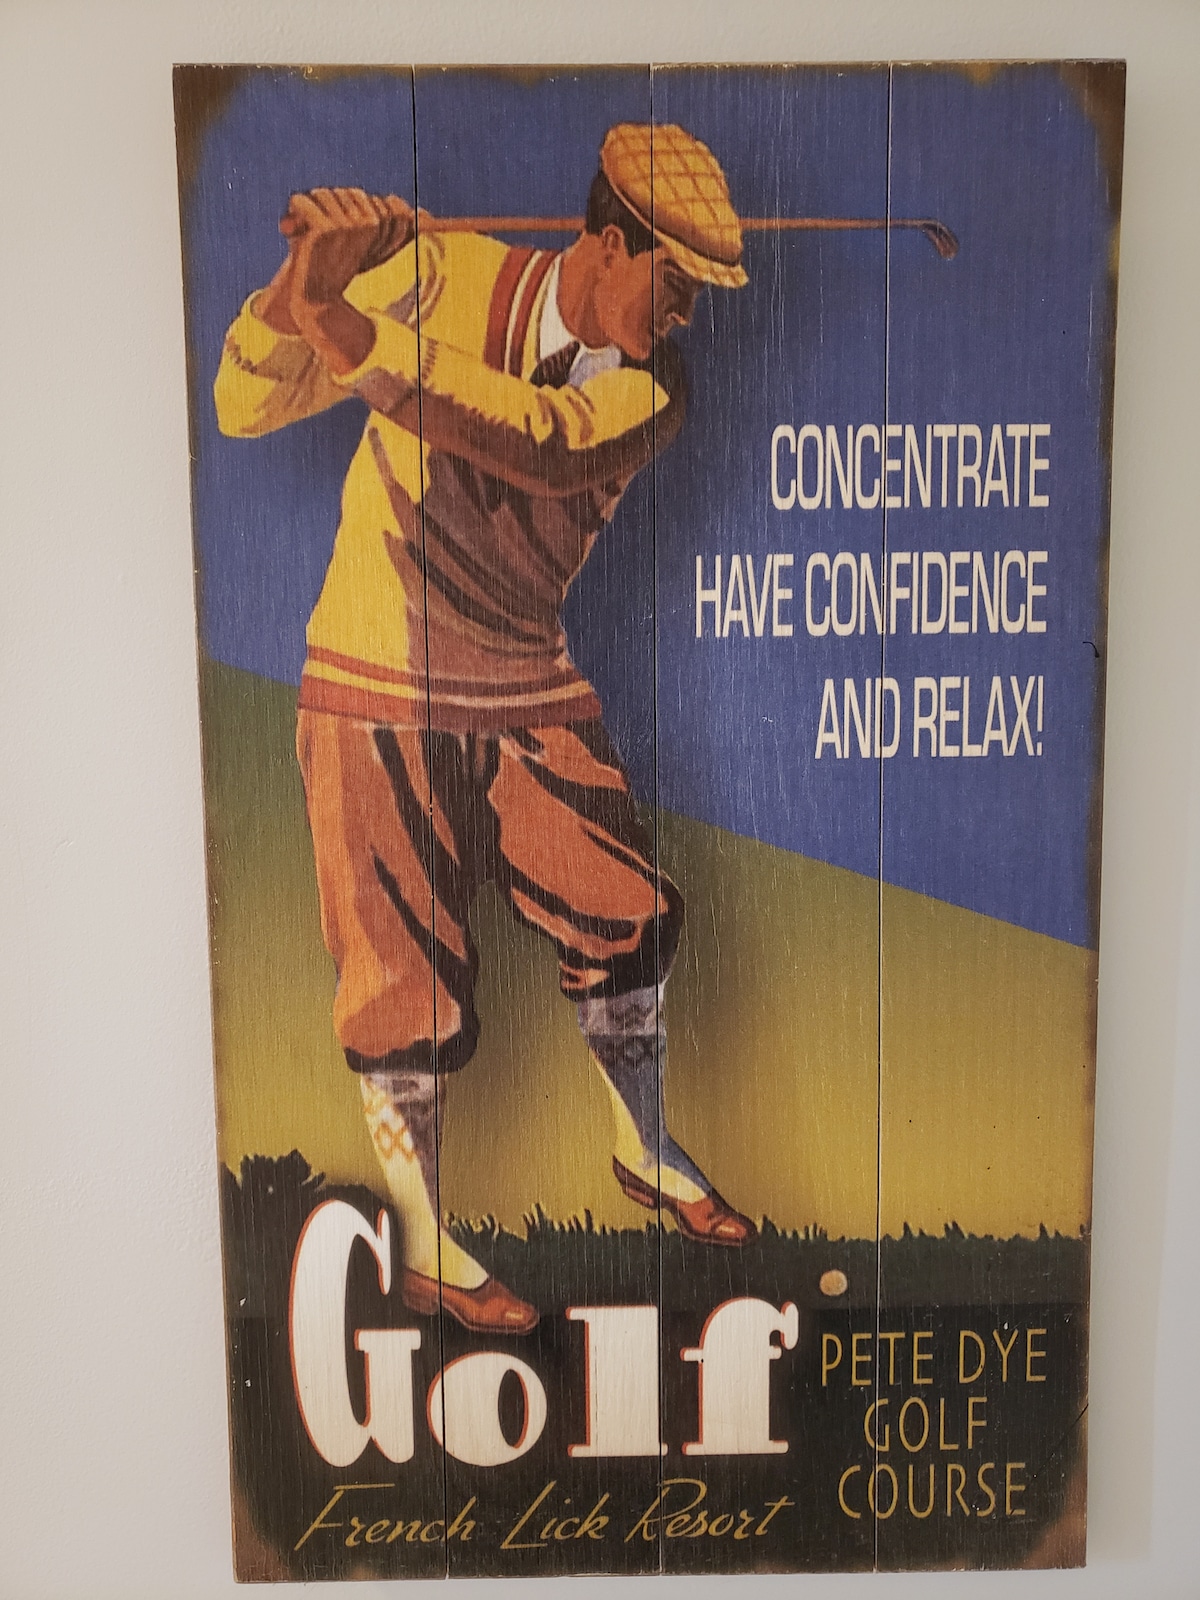 CONCENTRATE
HAVE CONFIDENCE
AND RELAX!
Golf
PETE DYE
GOLF
COURSE
French Lick Resort